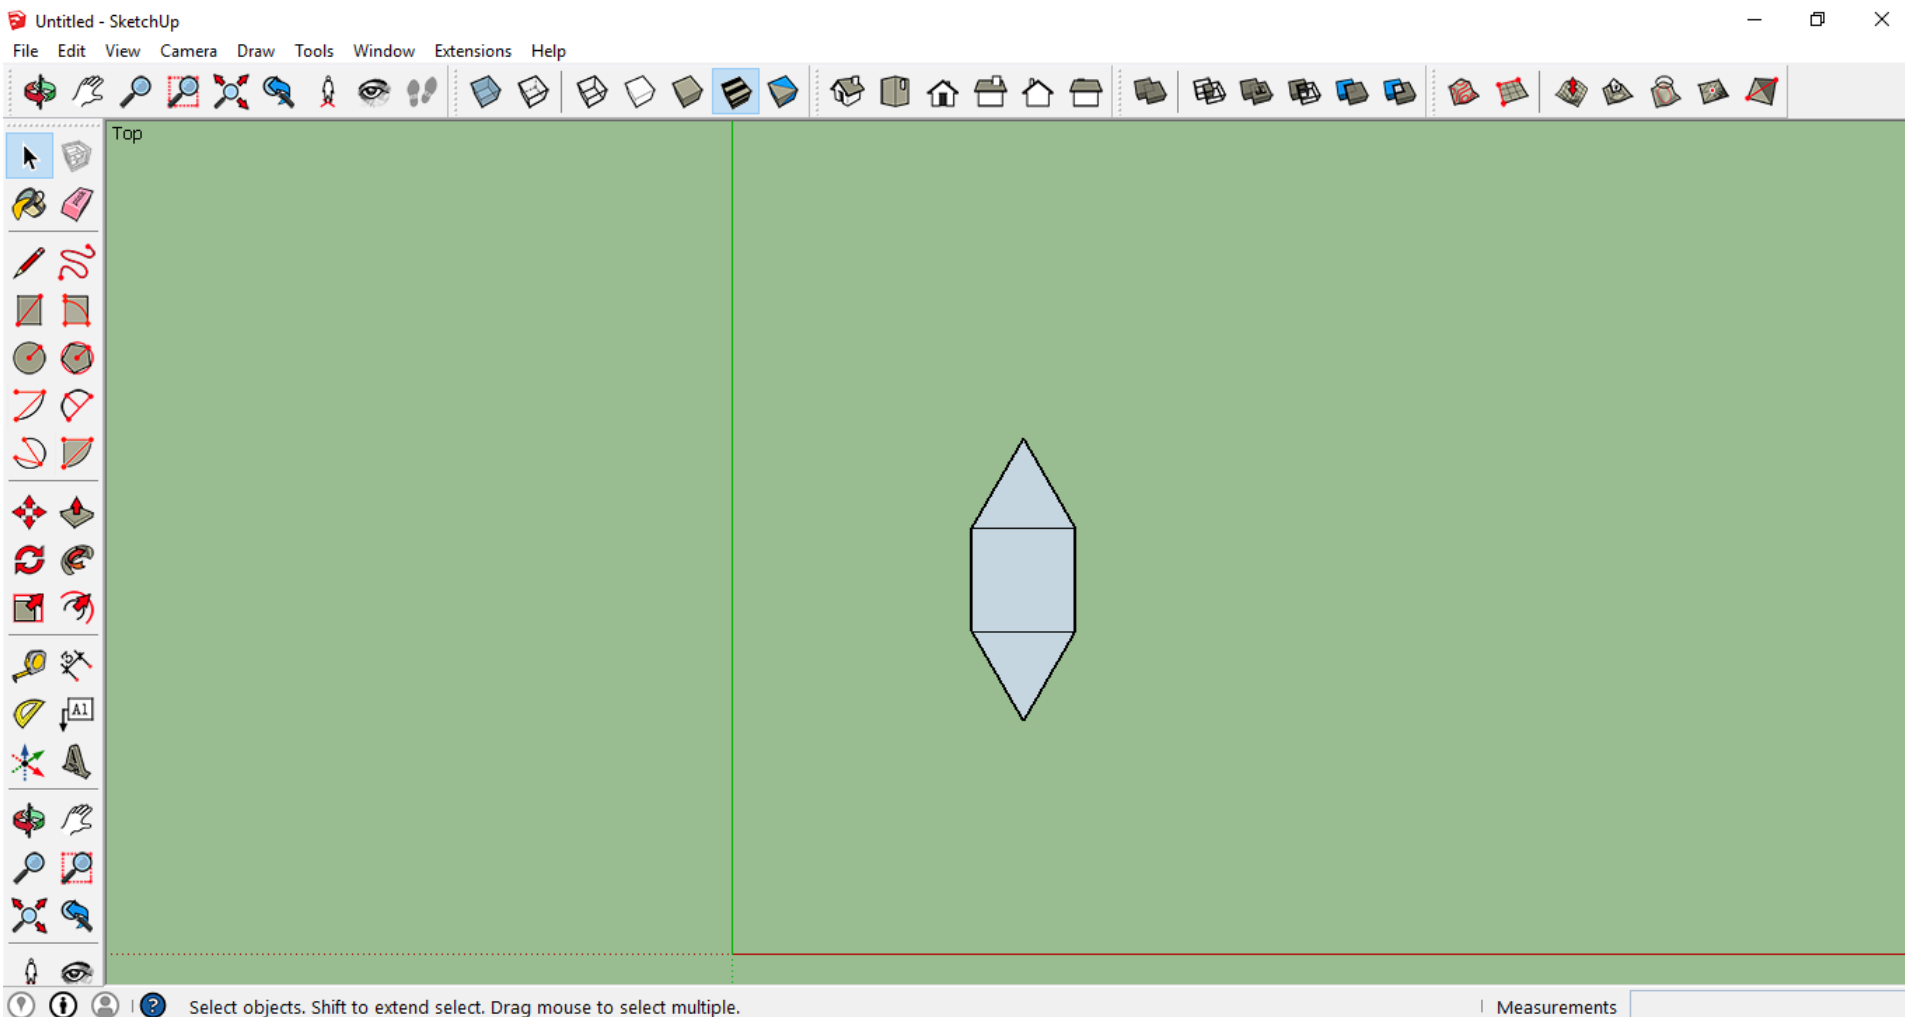 Untitled - SketchUp
File Edit View Camera Draw Tools Window Extensions Help
Top
A1
? Select objects. Shift to extend select. Drag mouse to select multiple. Measurements